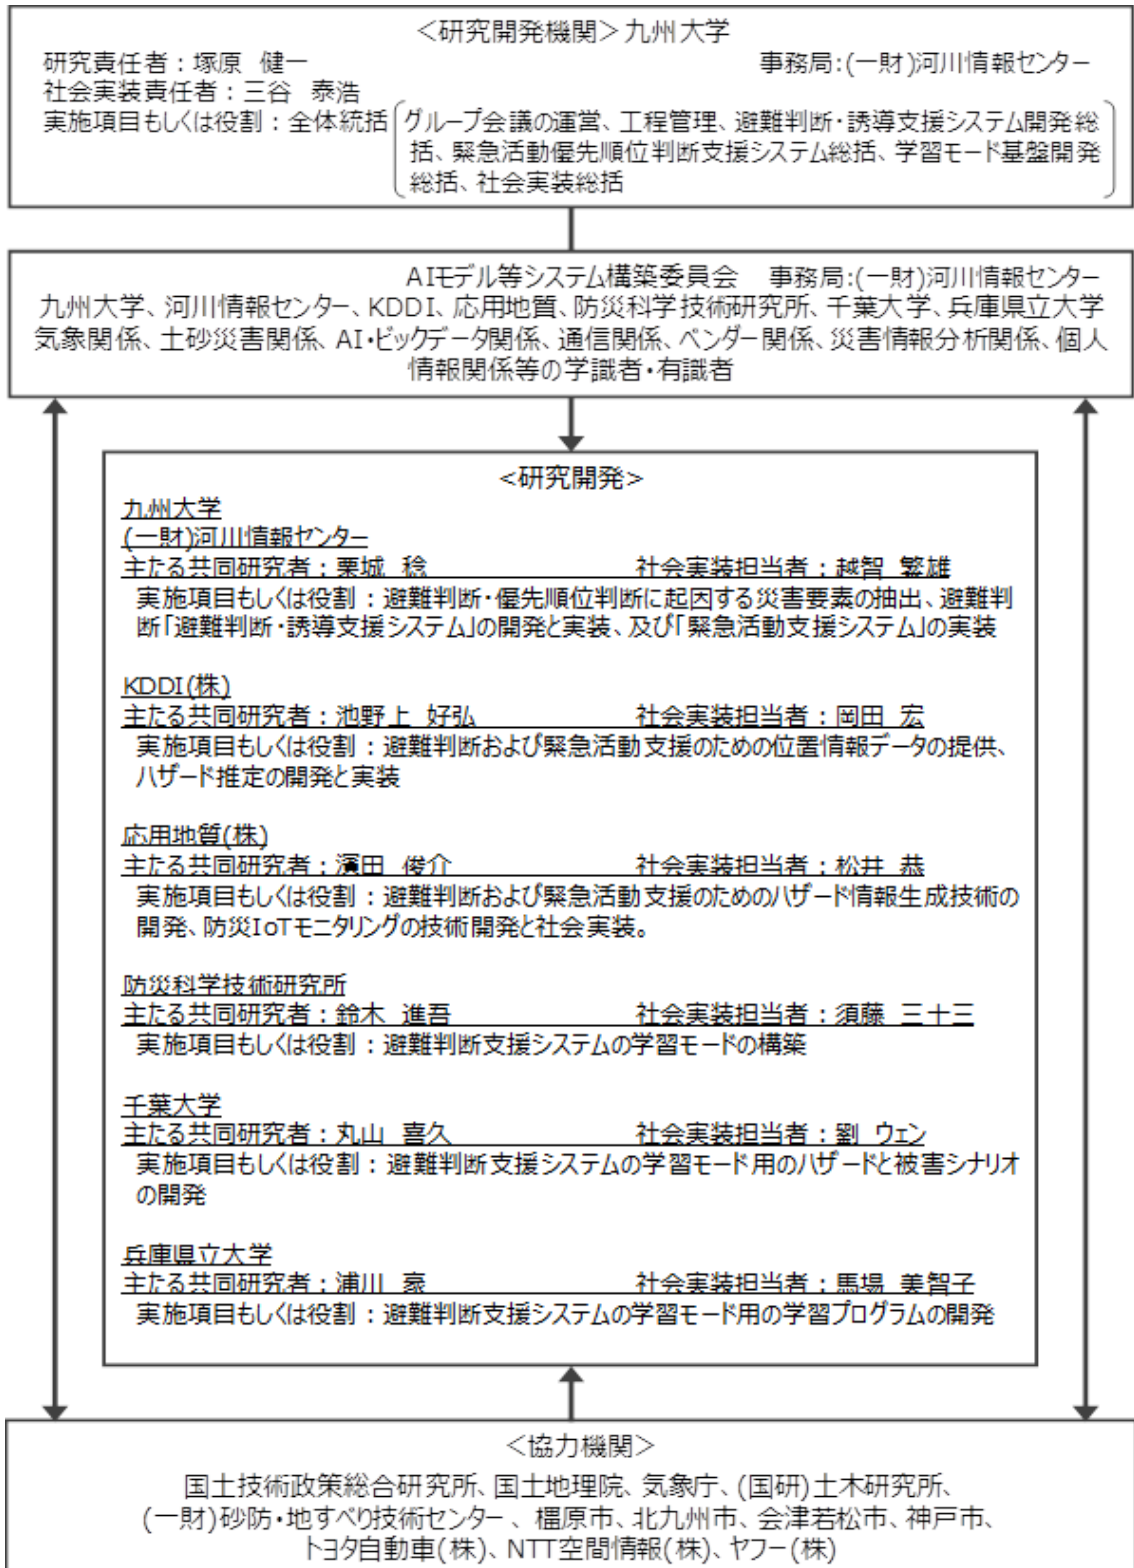 ＜研究開発機関＞九州大学
研究責任者：塚原　健一　事務局:(一財)河川情報センター
社会実装責任者：三谷　泰浩
実施項目もしくは役割：全体統括
グループ会議の運営、工程管理、避難判断・誘導支援システム開発総
括、緊急活動優先順位判断支援システム総括、学習モード基盤開発
総括、社会実装総括
AIモデル等システム構築委員会　事務局:(一財)河川情報センター
九州大学、河川情報センター、KDDI、応用地質、防災科学技術研究所、千葉大学、兵庫県立大学
気象関係、土砂災害関係、AI・ビックデータ関係、通信関係、ベンダー関係、災害情報分析関係、個人
情報関係等の学識者・有識者
＜研究開発＞
九州大学
(一財)河川情報センター
主たる共同研究者：栗城　稔　社会実装担当者：越智　繁雄
実施項目もしくは役割：避難判断・優先順位判断に起因する災害要素の抽出、避難判
断「避難判断・誘導支援システム」の開発と実装、及び「緊急活動支援システム」の実装
KDDI(株)
主たる共同研究者：池野上　好弘　社会実装担当者：岡田　宏
実施項目もしくは役割：避難判断および緊急活動支援のための位置情報データの提供、
ハザード推定の開発と実装
応用地質(株)
主たる共同研究者：濱田　俊介　社会実装担当者：松井　恭
実施項目もしくは役割：避難判断および緊急活動支援のためのハザード情報生成技術の
開発、防災IoTモニタリングの技術開発と社会実装。
防災科学技術研究所
主たる共同研究者：鈴木　進吾　社会実装担当者：須藤　三十三
実施項目もしくは役割：避難判断支援システムの学習モードの構築
千葉大学
主たる共同研究者：丸山　喜久　社会実装担当者：劉　ウェン
実施項目もしくは役割：避難判断支援システムの学習モード用のハザードと被害シナリオ
の開発
兵庫県立大学
主たる共同研究者：浦川　豪　社会実装担当者：馬場　美智子
実施項目もしくは役割：避難判断支援システムの学習モード用の学習プログラムの開発
＜協力機関＞
国土技術政策総合研究所、国土地理院、気象庁、(国研)土木研究所、
(一財)砂防・地すべり技術センター、橿原市、北九州市、会津若松市、神戸市、
トヨタ自動車(株)、NTT空間情報(株)、ヤフー(株)